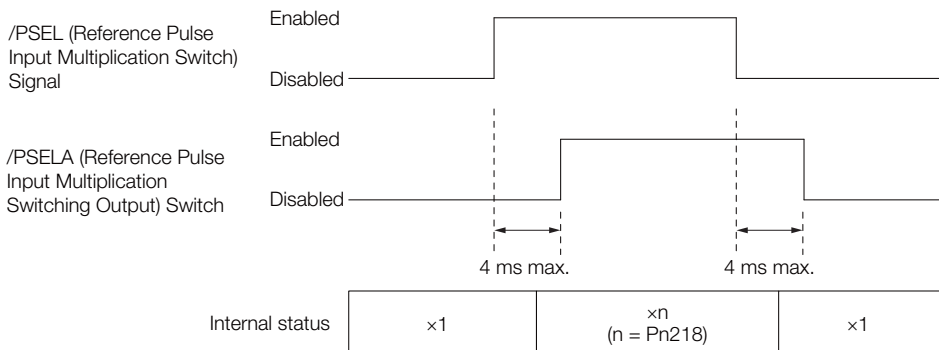 /PSEL (Reference Pulse
Input Multiplication Switch)
Signal
Enabled
Disabled
/PSELA (Reference Pulse
Input Multiplication
Switching Output) Switch
Enabled
Disabled
4 ms max.
4 ms max.
Internal status
×1
×n
(n = Pn218)
×1